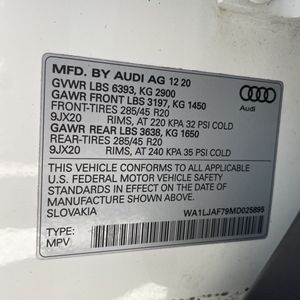 MFD. BY AUDI AG 12 20
GVWR LBS 6393, KG 2900
GAWR FRONT LBS 3197, KG 1450
FRONT-TIRES 285/45 R20
9JX20 RIMS, AT 220 KPA 32 PSI COLD
GAWR REAR LBS 3638, KG 1650
REAR-TIRES 285/45 R20
9JX20 RIMS, AT 240 KPA 35 PSI COLD
Audi
THIS VEHICLE CONFORMS TO ALL APPLICABLE
U.S. FEDERAL MOTOR VEHICLE SAFETY
STANDARDS IN EFFECT ON THE DATE OF
MANUFACTURE SHOWN ABOVE.
SLOVAKIA WA1LJAF79MD025895
TYPE:
MPV